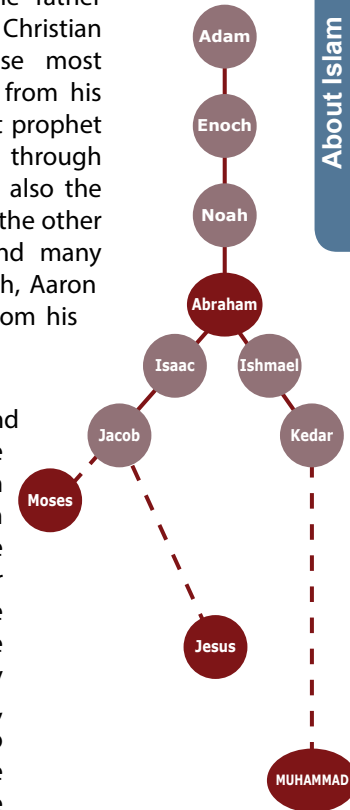 father
Christian
se most
from his
t prophet
through
also the
the other
nd many
h, Aaron
om his
nd
About Islam
Adam
Enoch
Noah
Abraham
Isaac
Ishmael
Jacob
Kedar
Moses
Jesus
MUHAMMAD